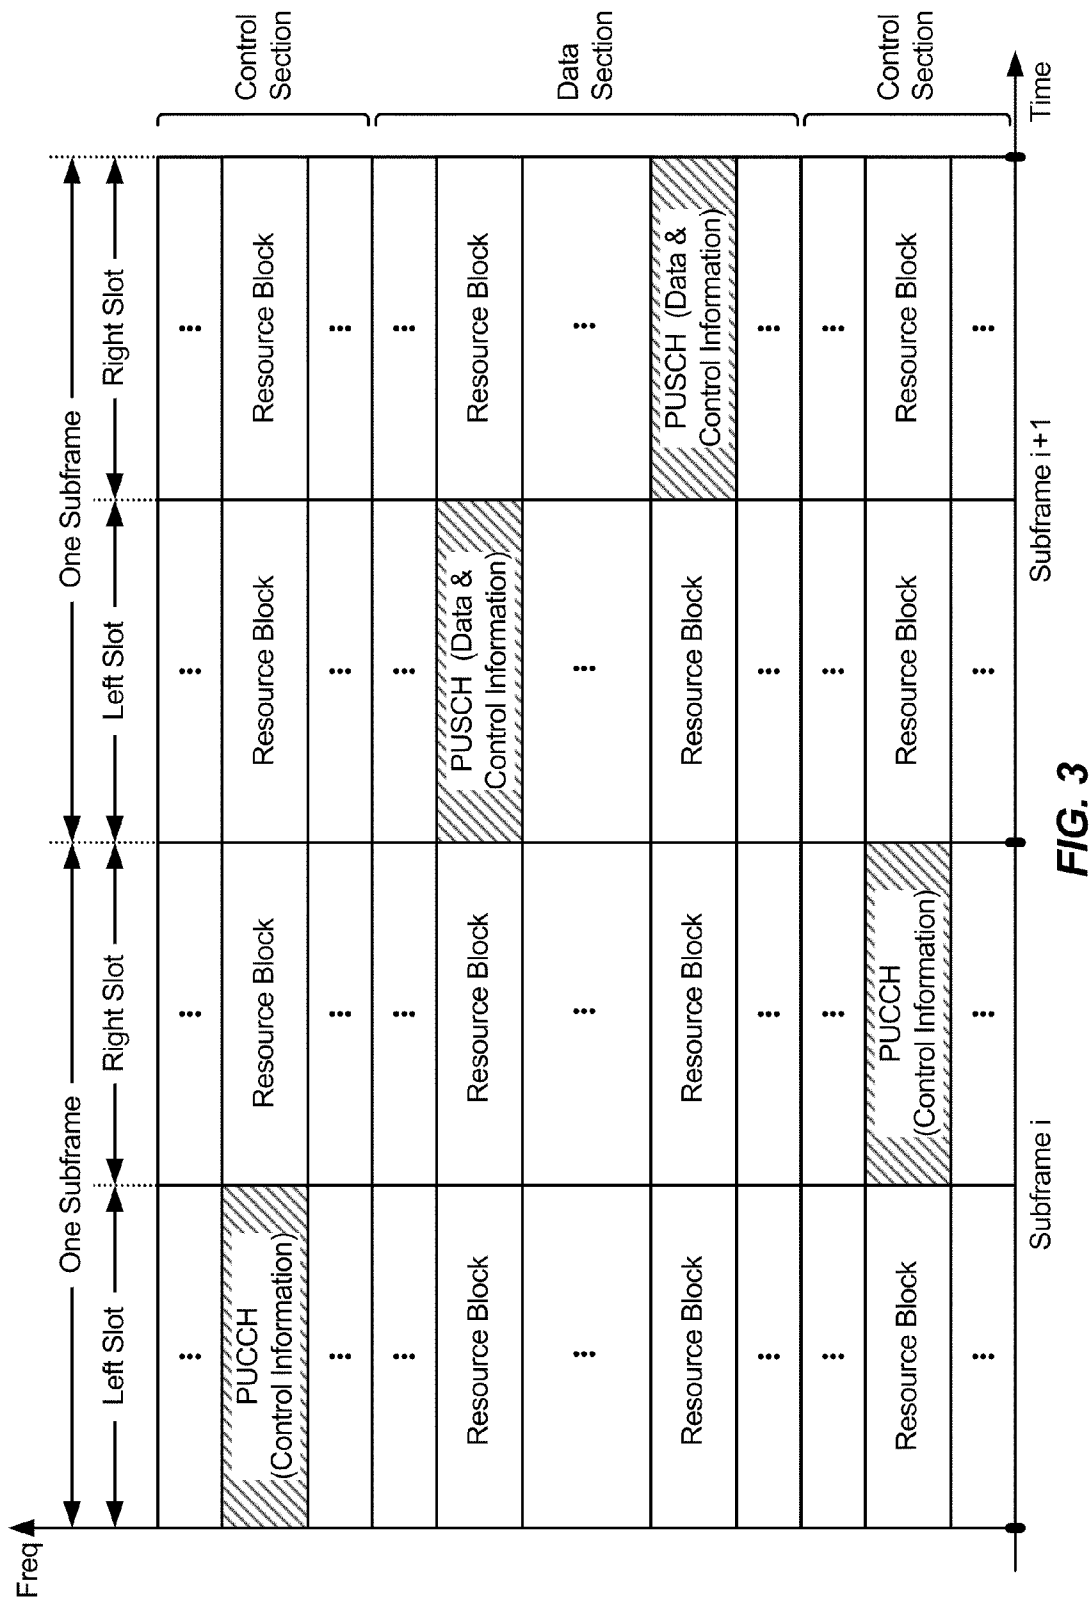 Freq
One Subframe
One Subframe
Left Slot
Right Slot
Left Slot
Right Slot
...
...
...
...
PUCCH
(Control Information)
Resource Block
Resource Block
Resource Block
Control
Section
...
...
...
...
...
...
...
...
Resource Block
Resource Block
PUSCH (Data &
Control Information)
Resource Block
...
...
...
...
Data
Section
Resource Block
Resource Block
Resource Block
PUSCH (Data &
Control Information)
...
...
...
...
...
...
...
...
Resource Block
PUCCH
(Control Information)
Resource Block
Resource Block
Control
Section
...
...
...
...
Subframe i
Subframe i+1
Time
FIG. 3